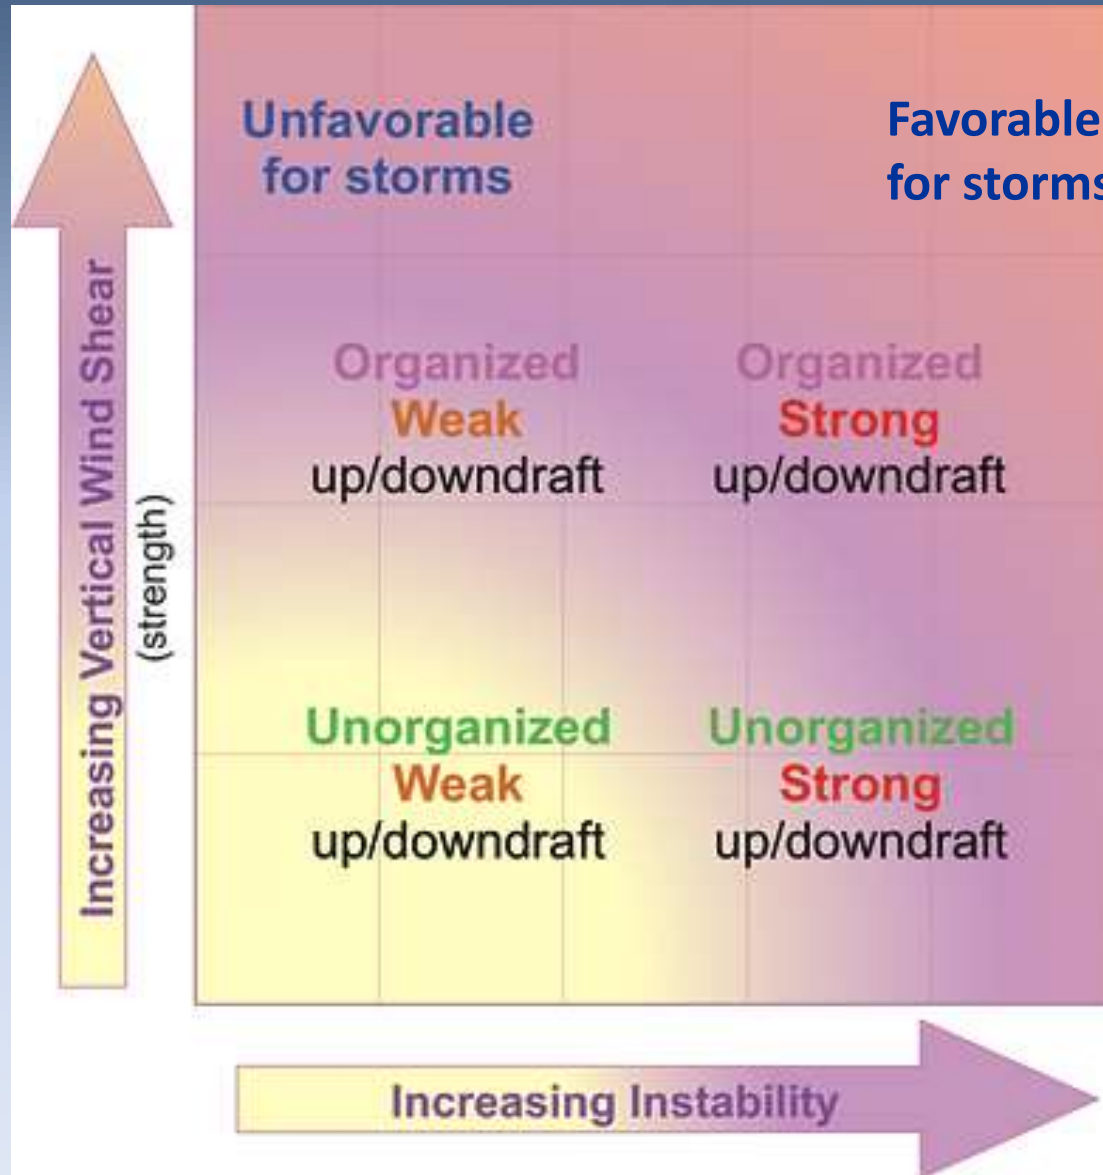 Unfavorable
for storms
Favorable
for storms
Increasing Vertical Wind Shear
(strength)
Organized
Weak
up/downdraft
Organized
Strong
up/downdraft
Unorganized
Weak
up/downdraft
Unorganized
Strong
up/downdraft
Increasing Instability